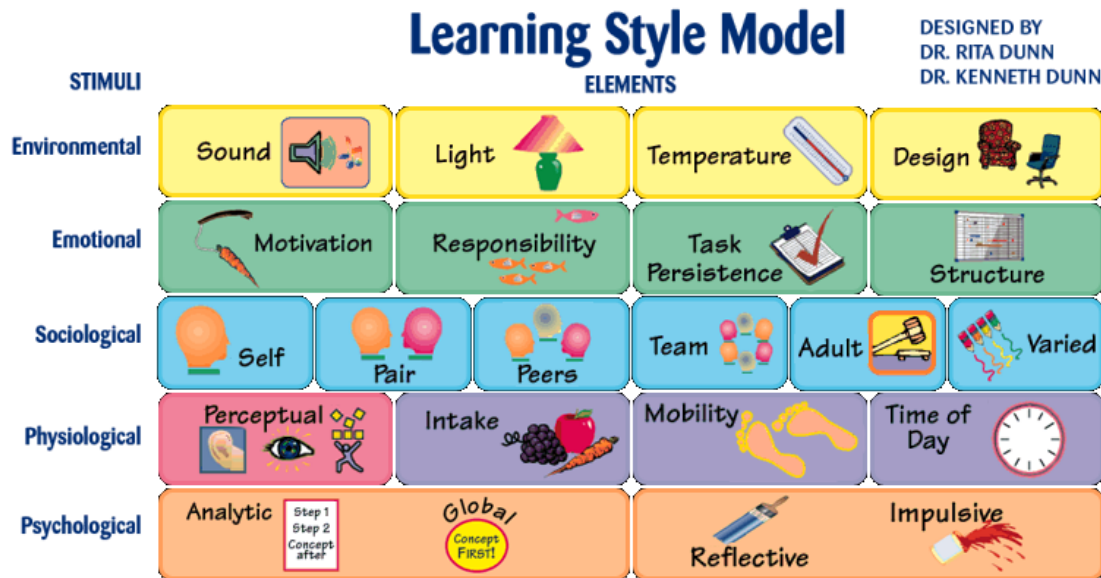 Learning Style Model
DESIGNED BY
DR. RITA DUNN
DR. KENNETH DUNN
STIMULI
ELEMENTS
Environmental
Sound
Light
Temperature
Design
Emotional
Motivation
Responsibility
Task
Persistence
Structure
Sociological
Self
Pair
Peers
Team
Adult
Varied
Physiological
Perceptual
Intake
Mobility
Time of
Day
Psychological
Analytic
Step 1
Step 2
Concept
after
Global
Concept
FIRST!
Reflective
Impulsive